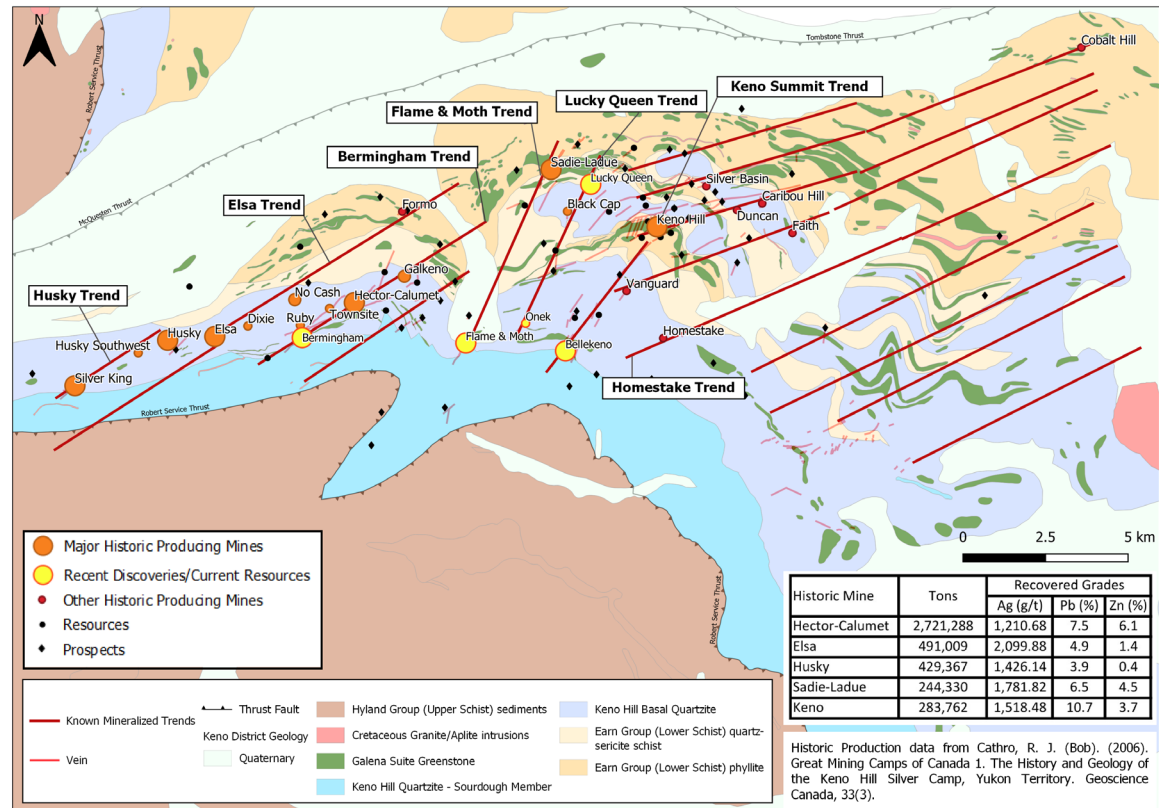 N
Robert Service Thrust
Tombstone Thrust
McQuesten Thrust
Cobalt Hill
Keno Summit Trend
Lucky Queen Trend
Flame & Moth Trend
Bermingham Trend
Elsa Trend
Husky Trend
Homestake Trend
Sadie-Ladue
Lucky Queen
Silver Basin
Black Cap
Caribou Hill
Duncan
Keno Hill
Faith
Formo
Galkeno
Vanguard
No Cash
Hector-Calumet
Townsite
Ruby
Dixie
Elsa
Husky
Husky Southwest
Bermingham
Onek
Flame & Moth
Bellekeno
Homestake
Silver King
Robert Service Thrust
Robert Service Thrust
0 2.5 5 km
Major Historic Producing Mines
Recent Discoveries/Current Resources
Other Historic Producing Mines
Resources
Prospects
Known Mineralized Trends
Vein
Thrust Fault
Keno District Geology
Quaternary
Hyland Group (Upper Schist) sediments
Cretaceous Granite/Aplite intrusions
Galena Suite Greenstone
Keno Hill Quartzite - Sourdough Member
Keno Hill Basal Quartzite
Earn Group (Lower Schist) quartz-
sericite schist
Earn Group (Lower Schist) phyllite
Historic Mine Tons Recovered Grades
Ag (g/t) Pb (%) Zn (%)
Hector-Calumet 2,721,288 1,210.68 7.5 6.1
Elsa 491,009 2,099.88 4.9 1.4
Husky 429,367 1,426.14 3.9 0.4
Sadie-Ladue 244,330 1,781.82 6.5 4.5
Keno 283,762 1,518.48 10.7 3.7
Historic Production data from Cathro, R. J. (Bob). (2006).
Great Mining Camps of Canada 1. The History and Geology of
the Keno Hill Silver Camp, Yukon Territory. Geoscience
Canada, 33(3).